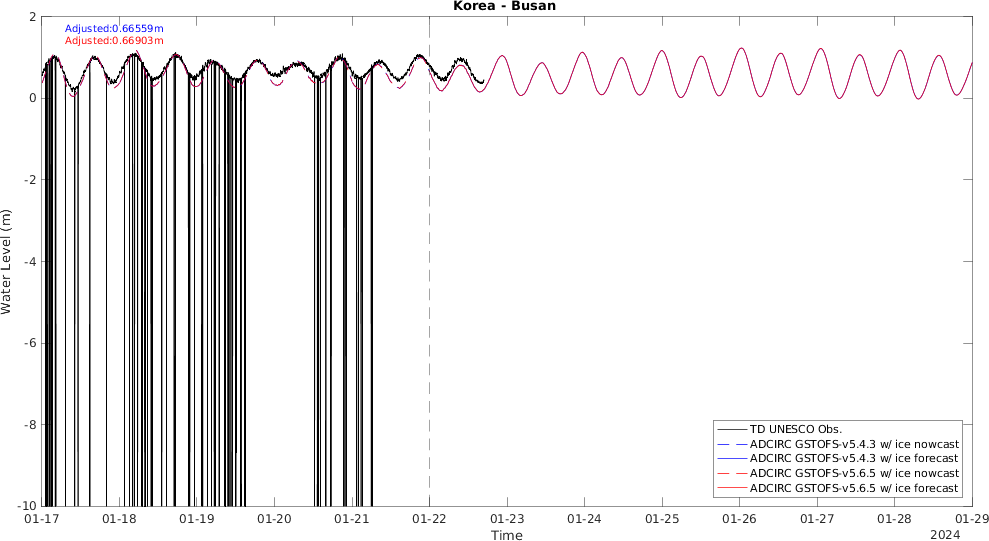 Korea - Busan
Adjusted:0.66559m
Adjusted:0.66903m
2
0
-2
-4
-6
-8
-10
Water Level (m)
01-17 01-18 01-19 01-20 01-21 01-22 01-23 01-24 01-25 01-26 01-27 01-28 01-29
Time
2024
TD UNESCO Obs.
ADCIRC GSTOFS-v5.4.3 w/ ice nowcast
ADCIRC GSTOFS-v5.4.3 w/ ice forecast
ADCIRC GSTOFS-v5.6.5 w/ ice nowcast
ADCIRC GSTOFS-v5.6.5 w/ ice forecast